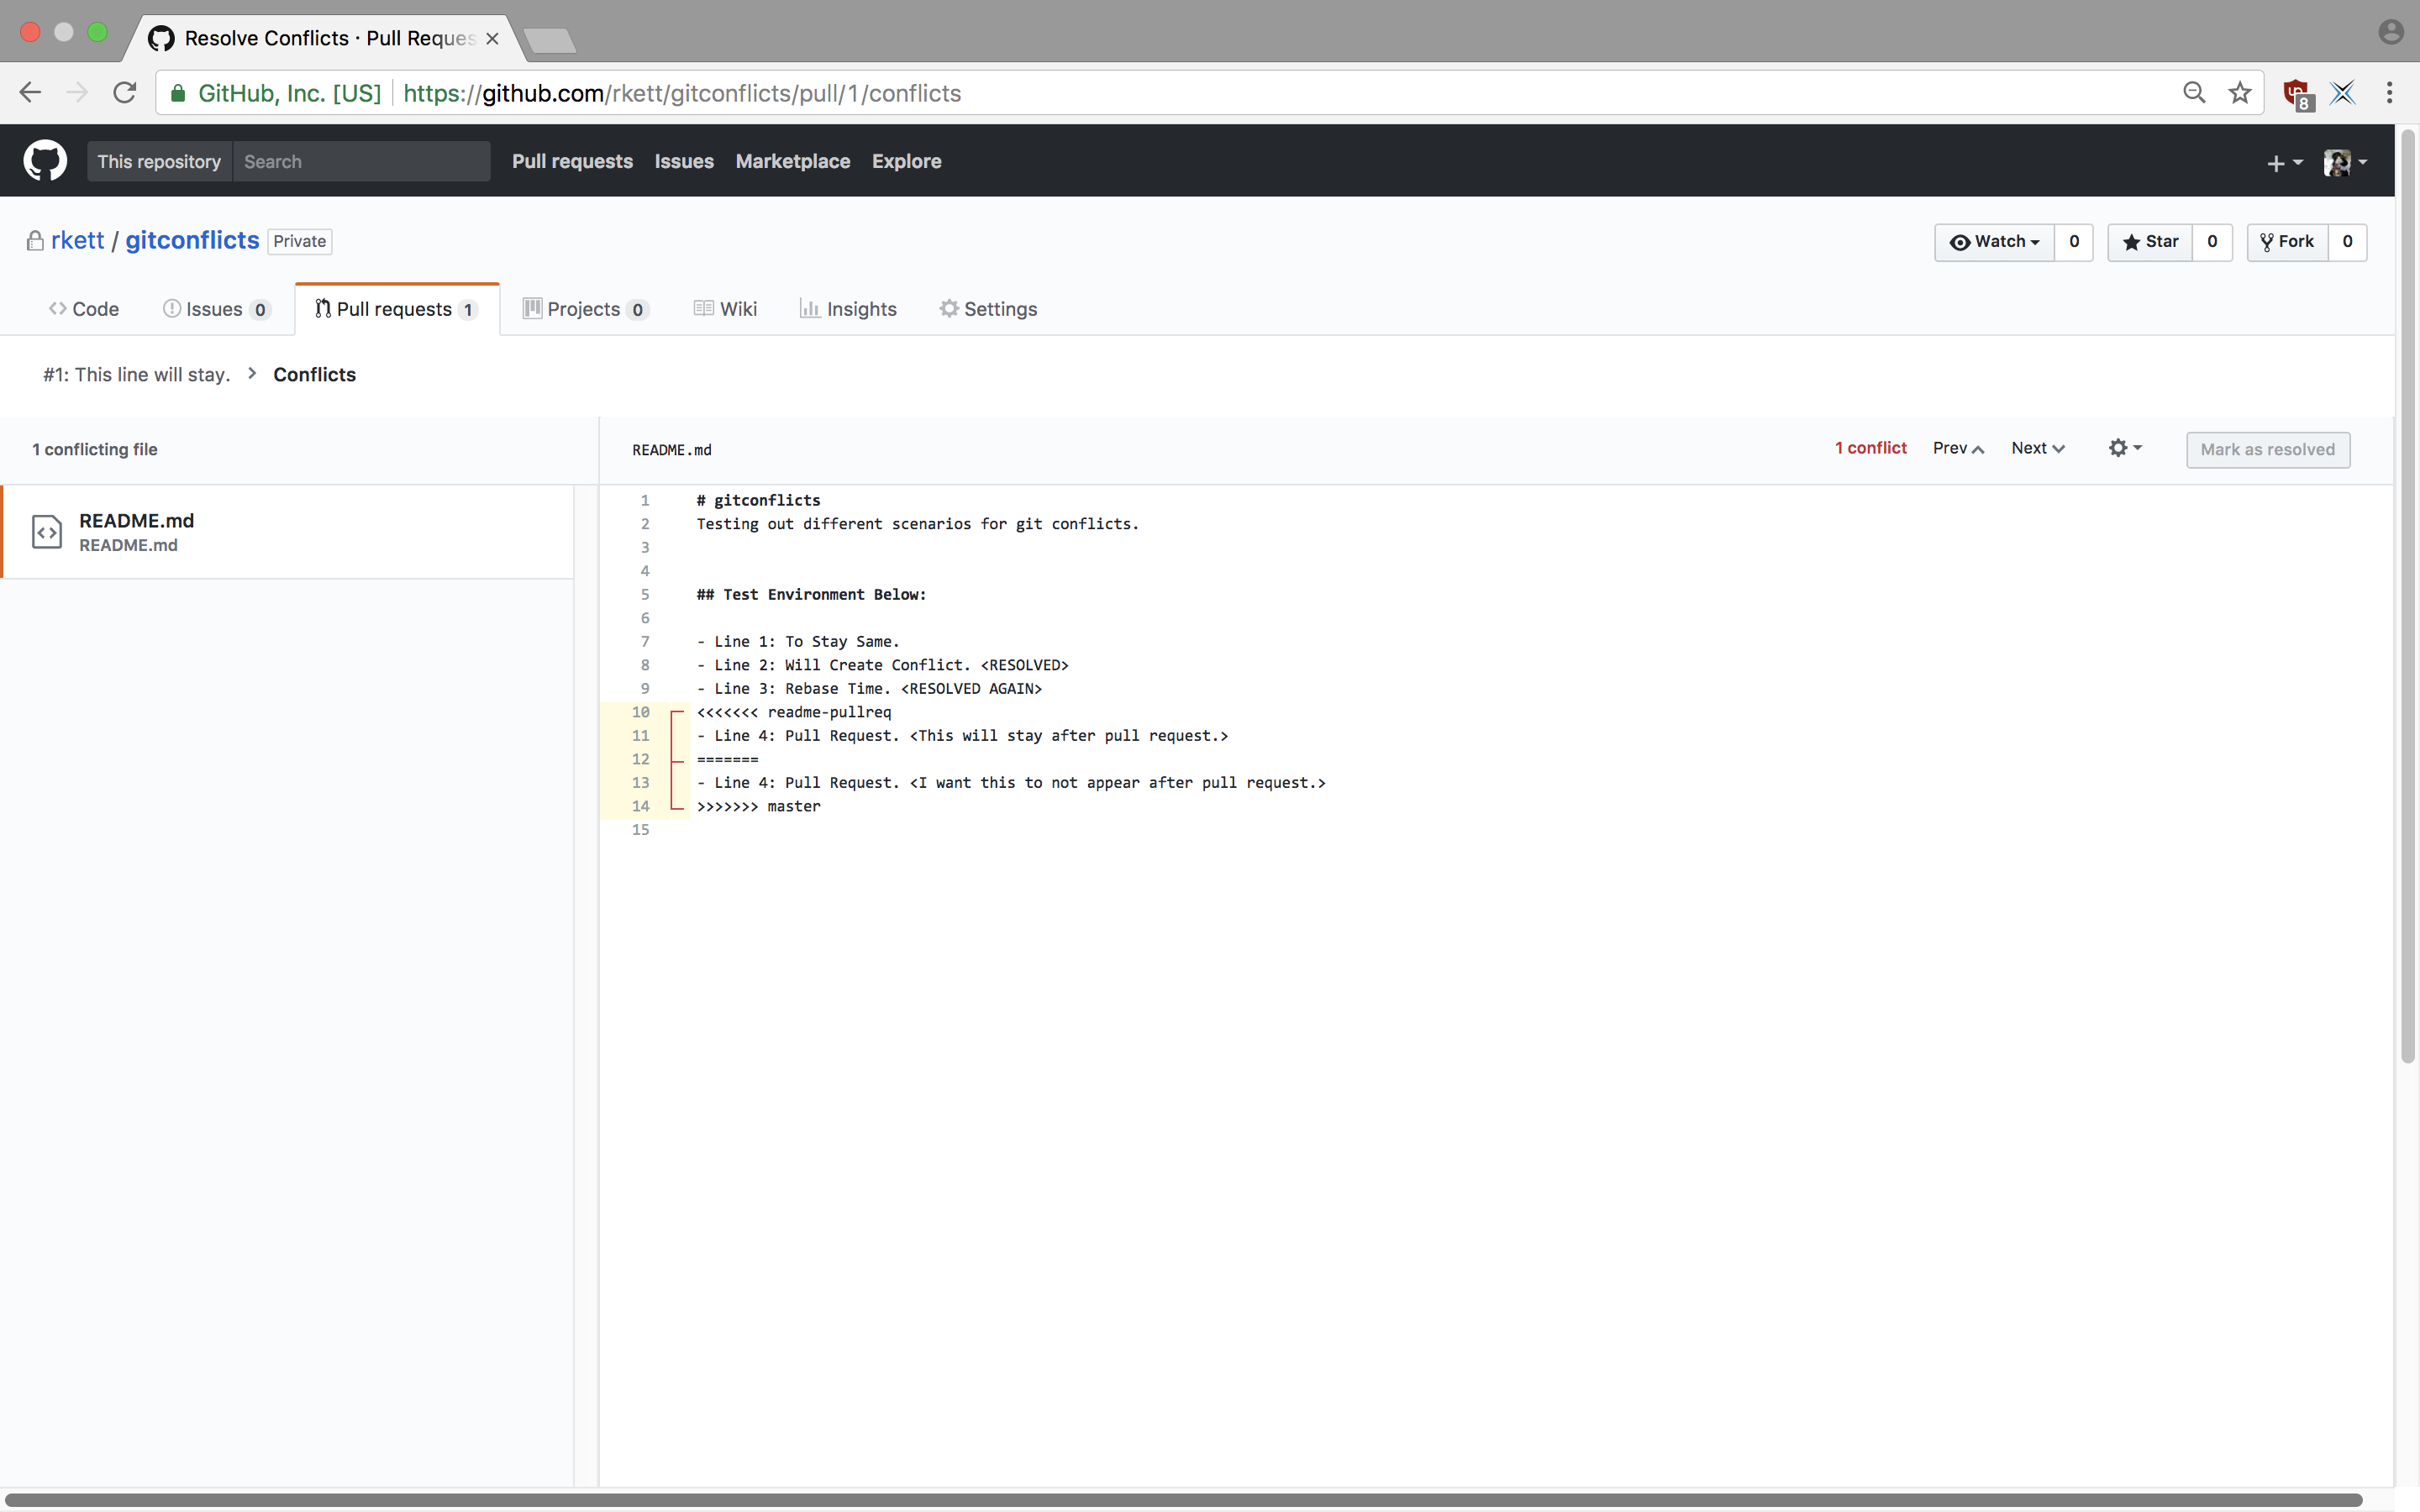 Resolve Conflicts · Pull Reques
GitHub, Inc. [US] https://github.com/rkett/gitconflicts/pull/1/conflicts
8
This repository Search Pull requests Issues Marketplace Explore
rkett / gitconflicts Private
Watch 0 Star 0 Fork 0
Code Issues 0 Pull requests 1 Projects 0 Wiki Insights Settings
#1: This line will stay. > Conflicts
1 conflicting file
README.md
1 conflict Prev Next Mark as resolved
README.md
README.md
1 # gitconflicts
2 Testing out different scenarios for git conflicts.
3
4
5 ## Test Environment Below:
6
7 - Line 1: To Stay Same.
8 - Line 2: Will Create Conflict. <RESOLVED>
9 - Line 3: Rebase Time. <RESOLVED AGAIN>
10 <<<<<<< readme-pullreq
11 - Line 4: Pull Request. <This will stay after pull request.>
12 =======
13 - Line 4: Pull Request. <I want this to not appear after pull request.>
14 >>>>>>> master
15